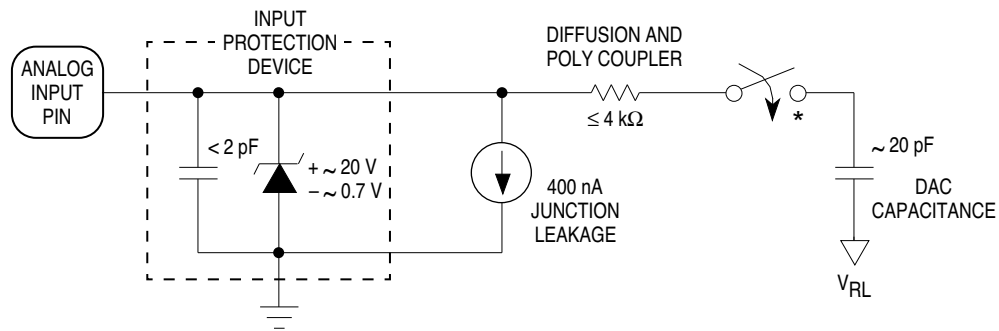 INPUT
PROTECTION
DEVICE
ANALOG
INPUT
PIN
< 2 pF
+ ~ 20 V
– ~ 0.7 V
400 nA
JUNCTION
LEAKAGE
DIFFUSION AND
POLY COUPLER
≤ 4 kΩ
*
~ 20 pF
DAC
CAPACITANCE
VRL